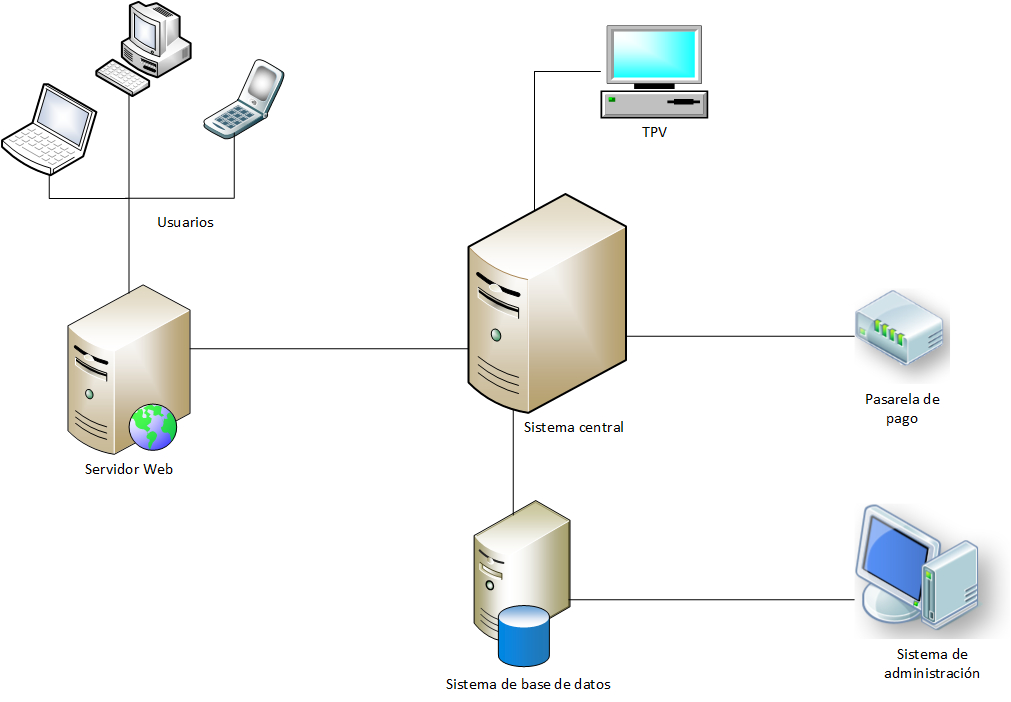 TPV
Usuarios
Pasarela de
pago
Sistema central
Servidor Web
Sistema de
administración
Sistema de base de datos